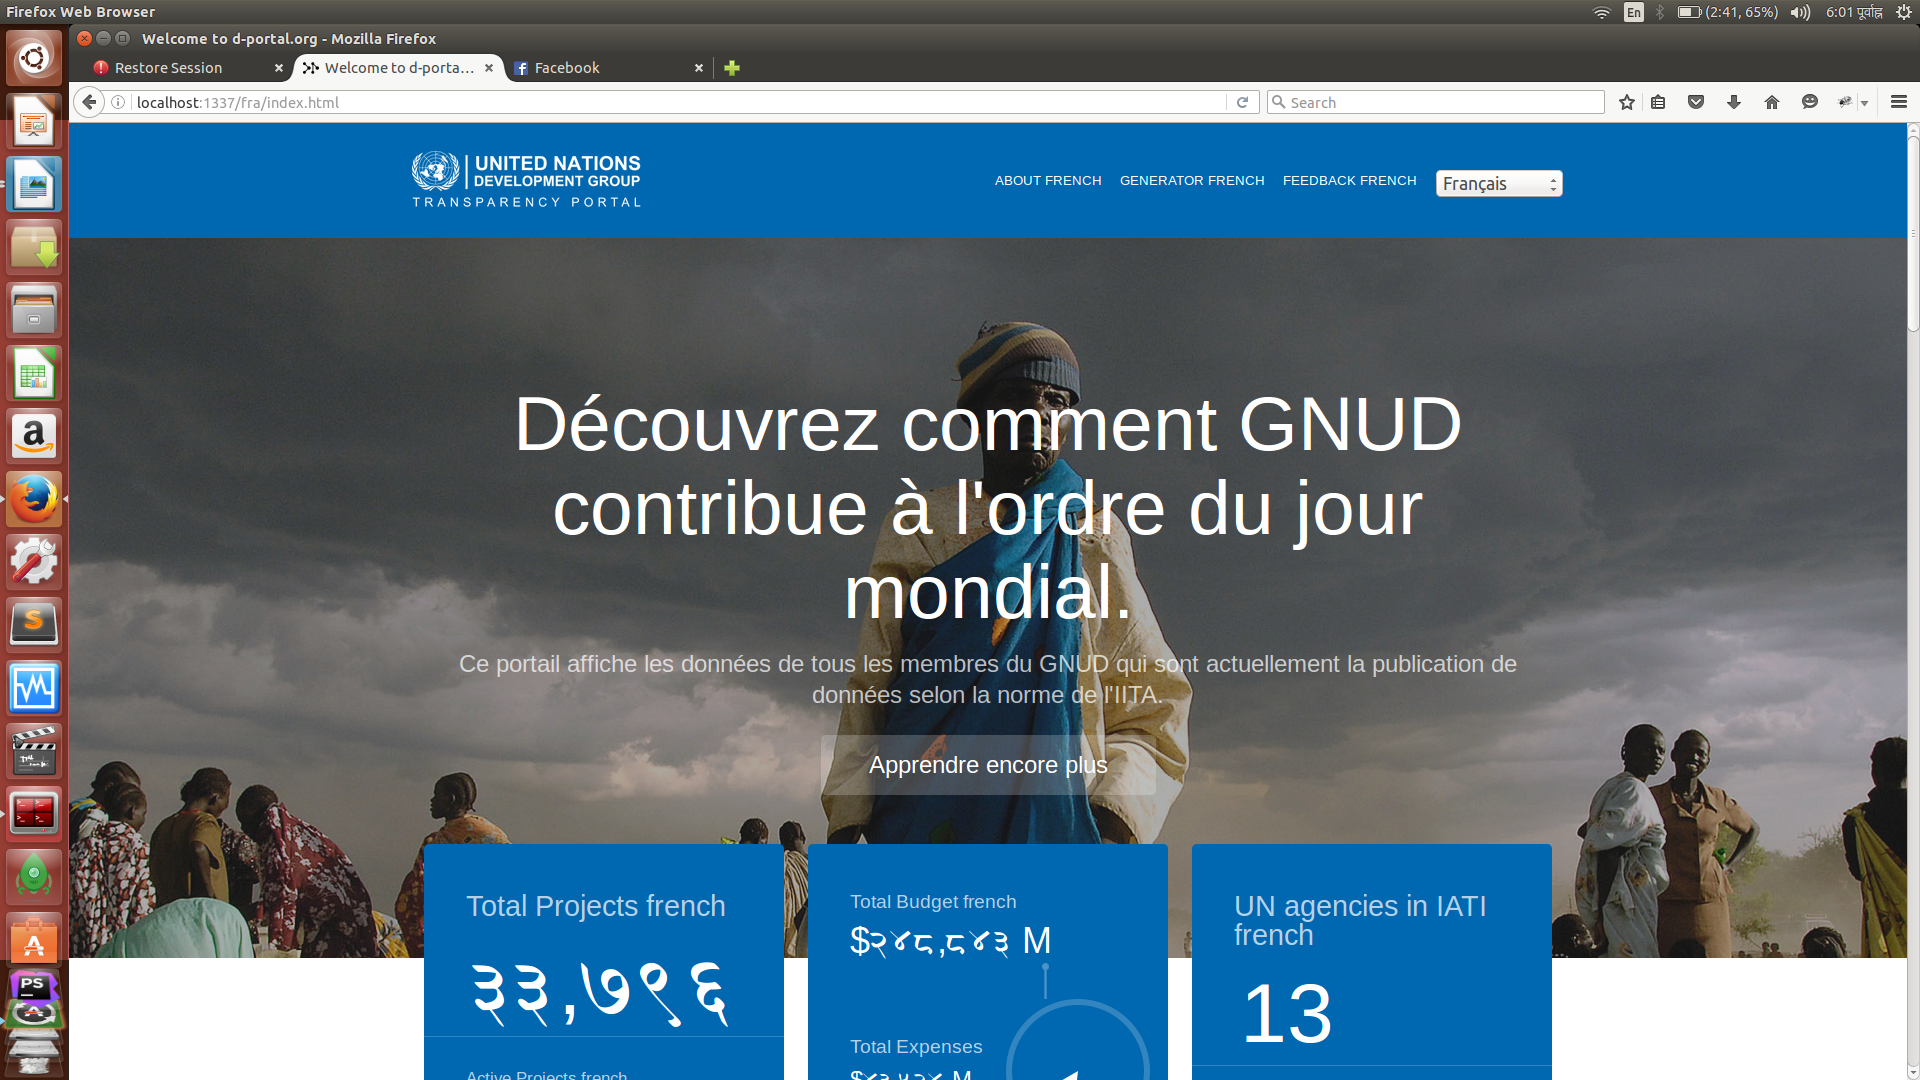 Firefox Web Browser
En
(2:41, 65%)
6:01 पूर्वाह्न
Welcome to d-portal.org - Mozilla Firefox
Restore Session
Welcome to d-porta...
Facebook
localhost:1337/fra/index.html
Search
UNITED NATIONS
DEVELOPMENT GROUP
TRANSPARENCY PORTAL
ABOUT FRENCH
GENERATOR FRENCH
FEEDBACK FRENCH
Français
Découvrez comment GNUD
contribue à l'ordre du jour
mondial.
Ce portail affiche les données de tous les membres du GNUD qui sont actuellement la publication de
données selon la norme de l'IITA.
Apprendre encore plus
Total Projects french
३३,७९६
Active Projects french
Total Budget french
$२४८,८४३ M
Total Expenses
UN agencies in IATI
french
13
PS